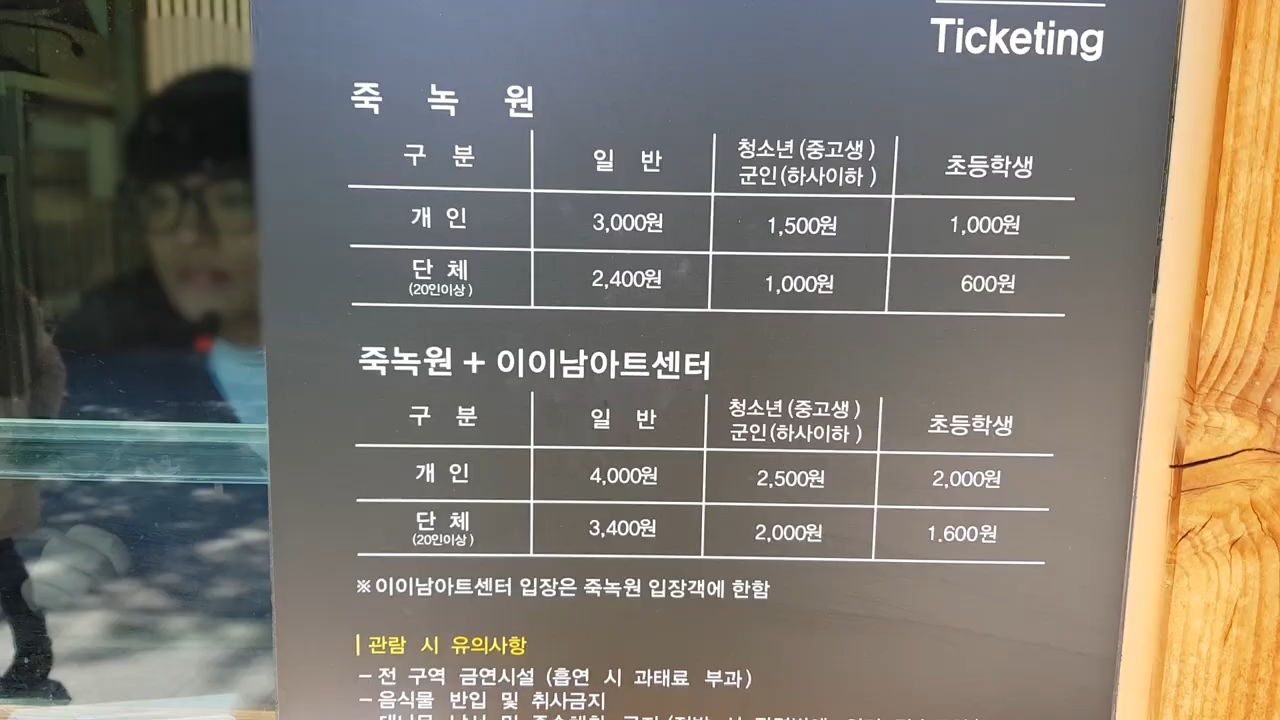 Ticketing
죽 녹 원
구 분 일 반 청소년(중고생) 군인(하사이하) 초등학생
개 인 3,000원 1,500원 1,000원
단 체 (20인이상) 2,400원 1,000원 600원
죽녹원 + 이이남아트센터
구 분 일 반 청소년(중고생) 군인(하사이하) 초등학생
개 인 4,000원 2,500원 2,000원
단 체 (20인이상) 3,400원 2,000원 1.600원
※ 이이남아트센터 입장은 죽녹원 입장객에 한함
관람 시 유의사항
- 전 구역 금연시설 (흡연 시 과태료 부과)
- 음식물 반입 및 취사금지